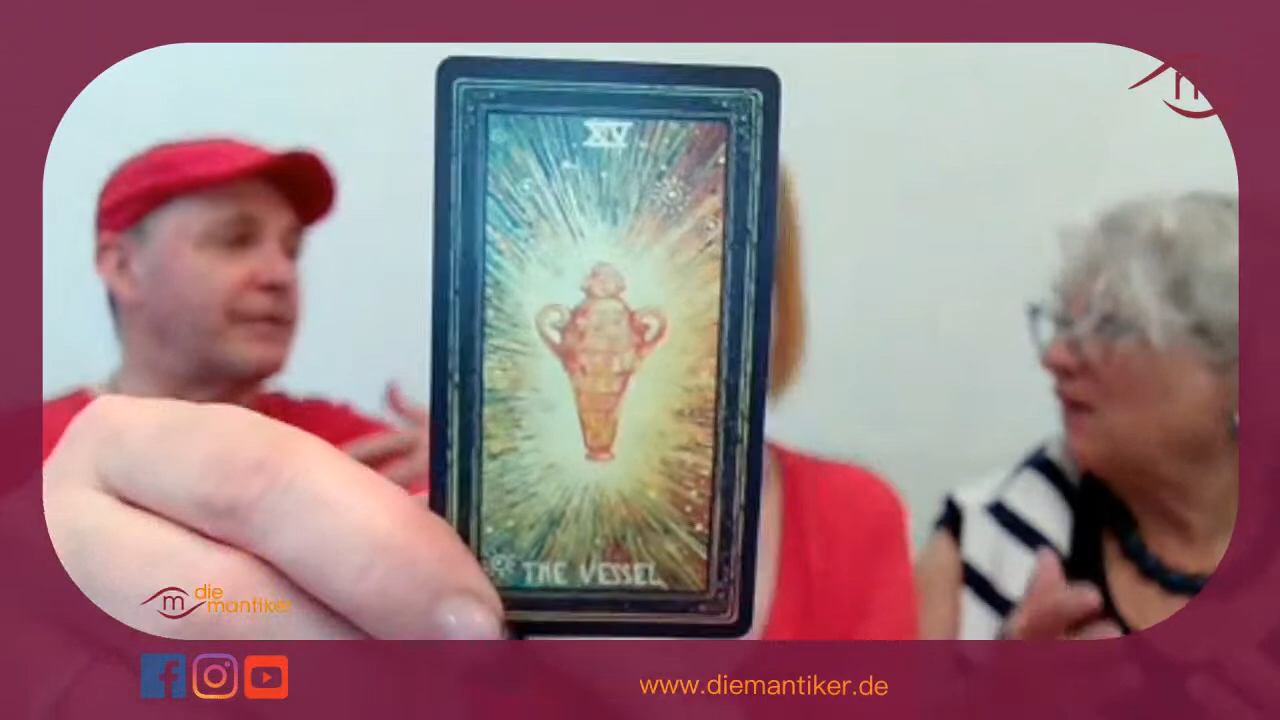 XV
THE VESSEL
m
die
mantiker
www.diemantiker.de